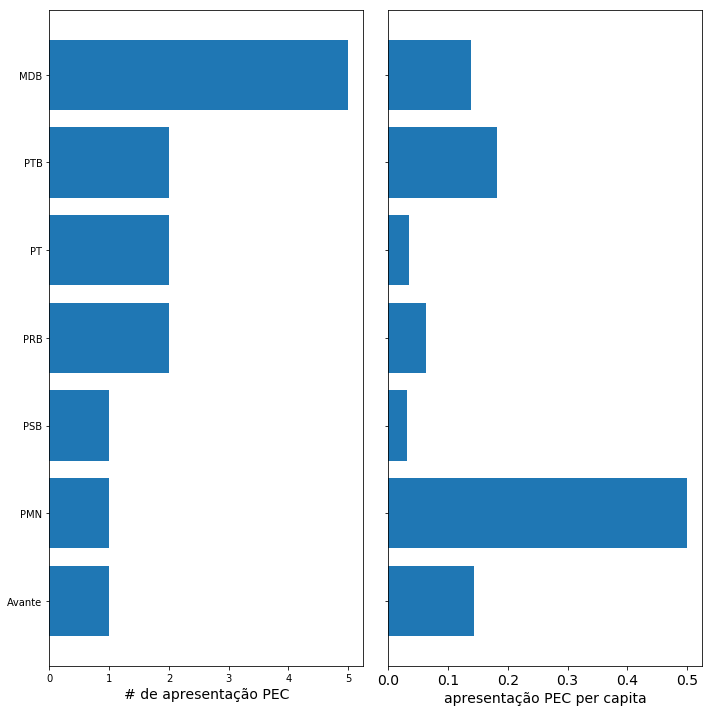 MDB
PTB
PT
PRB
PSB
PMN
Avante
0 1 2 3 4 5
# de apresentação PEC
0.0 0.1 0.2 0.3 0.4 0.5
apresentação PEC per capita